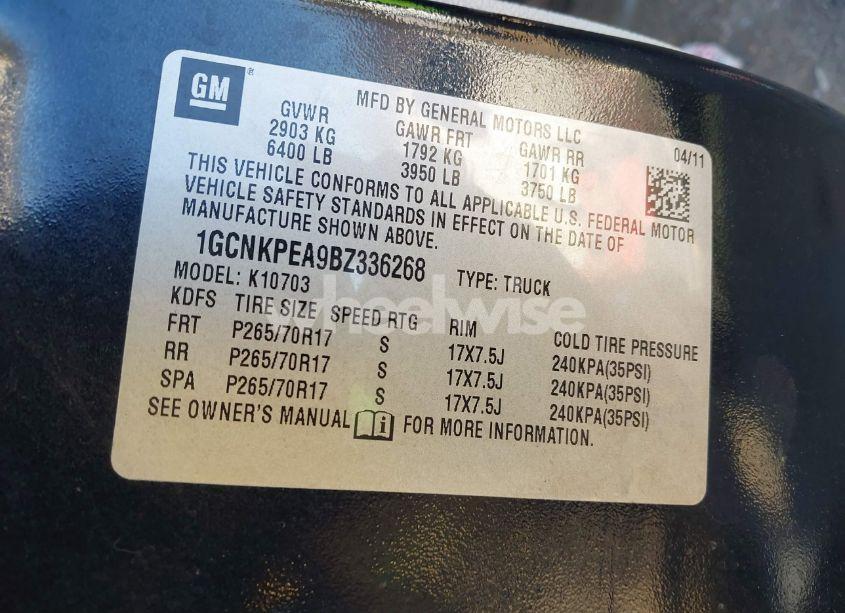 GM®
MFD BY GENERAL MOTORS LLC
04/11
GVWR GAWR FRT GAWR RR
2903 KG 1792 KG 1701 KG
6400 LB 3950 LB 3750 LB
THIS VEHICLE CONFORMS TO ALL APPLICABLE U.S. FEDERAL MOTOR
VEHICLE SAFETY STANDARDS IN EFFECT ON THE DATE OF
MANUFACTURE SHOWN ABOVE.
1GCNKPEA9BZ336268 TYPE: TRUCK
MODEL: K10703
KDFS TIRE SIZE SPEED RTG RIM COLD TIRE PRESSURE
FRT P265/70R17 S 17X7.5J 240KPA(35PSI)
RR P265/70R17 S 17X7.5J 240KPA(35PSI)
SPA P265/70R17 S 17X7.5J 240KPA(35PSI)
SEE OWNER'S MANUAL i FOR MORE INFORMATION.
wheelwise